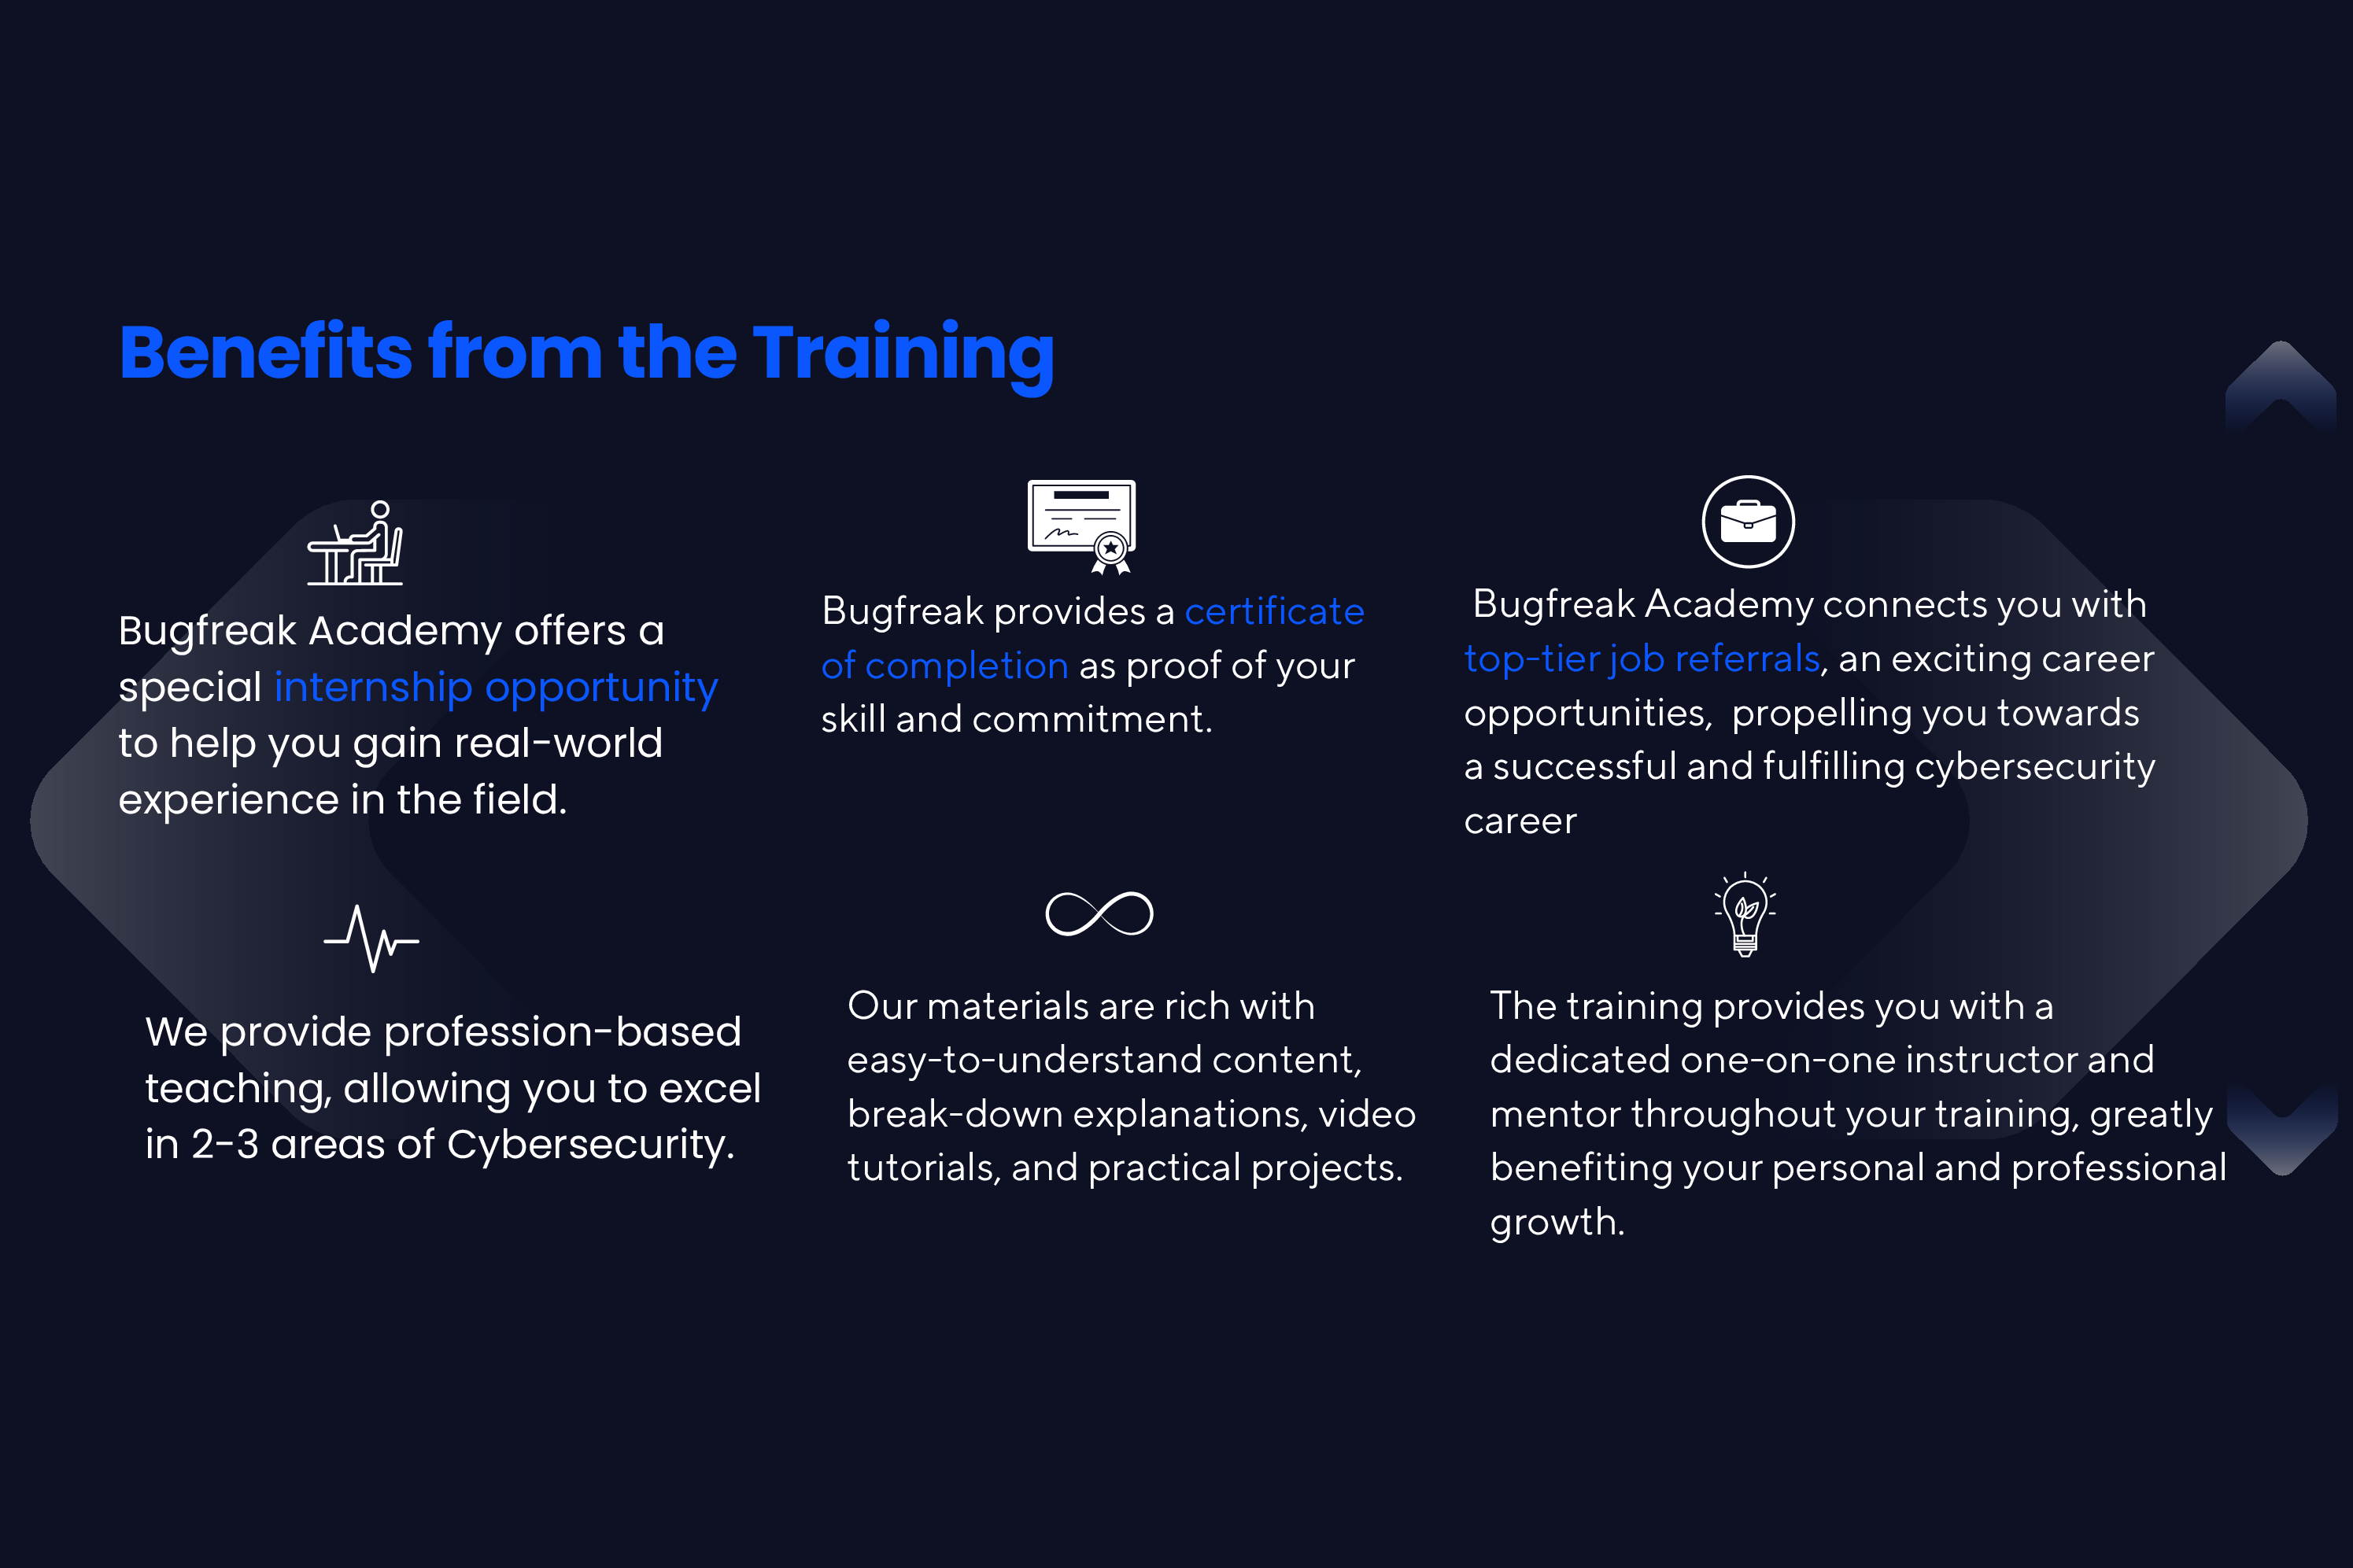 Benefits from the Training
Bugfreak Academy offers a
special internship opportunity
to help you gain real-world
experience in the field.
Bugfreak provides a certificate
of completion as proof of your
skill and commitment.
Bugfreak Academy connects you with
top-tier job referrals, an exciting career
opportunities,  propelling you towards
a successful and fulfilling cybersecurity
career
We provide profession-based
teaching, allowing you to excel
in 2-3 areas of Cybersecurity.
Our materials are rich with
easy-to-understand content,
break-down explanations, video
tutorials, and practical projects.
The training provides you with a
dedicated one-on-one instructor and
mentor throughout your training, greatly
benefiting your personal and professional
growth.